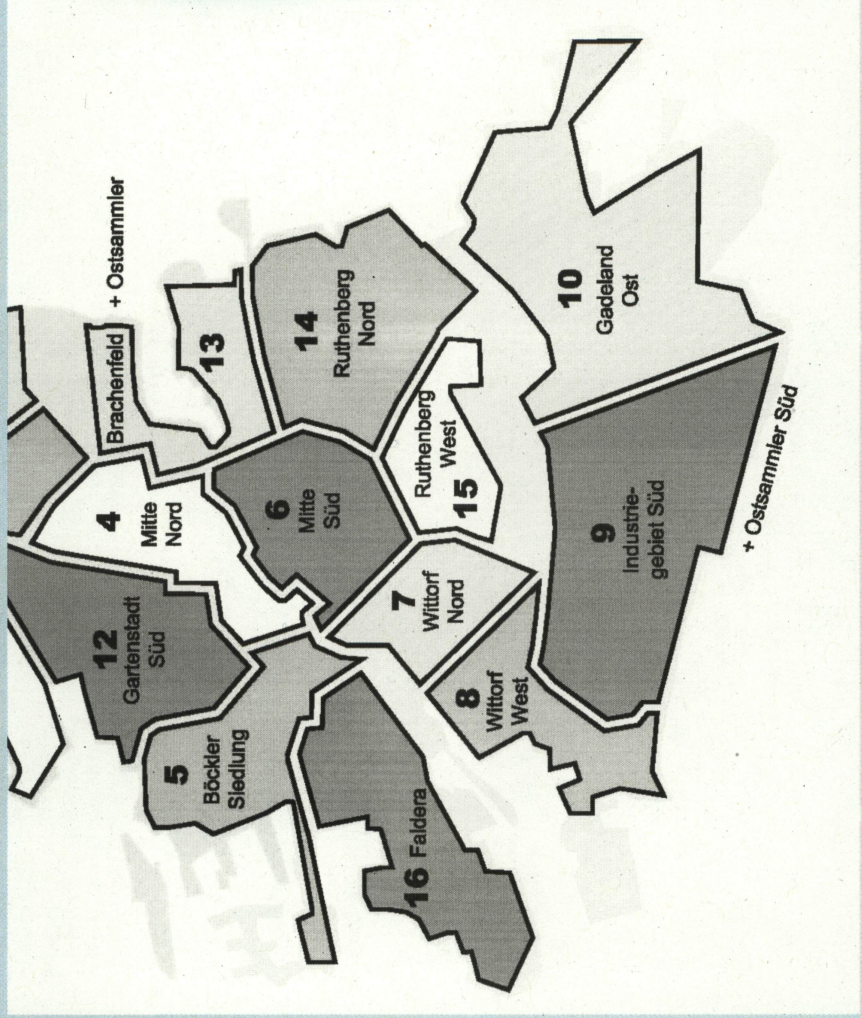 12
Gartenstadt
Süd
4
Mitte
Nord
Brachenfeld + Ostsammler
13
5
Böckler
Siedlung
6
Mitte
Süd
14
Ruthenberg
Nord
16 Faldera
7
Wittorf
Nord
Ruthenberg
West
15
8
Wittorf
West
9
Industrie-
gebiet Süd
10
Gadeland
Ost
+ Ostsammler Süd